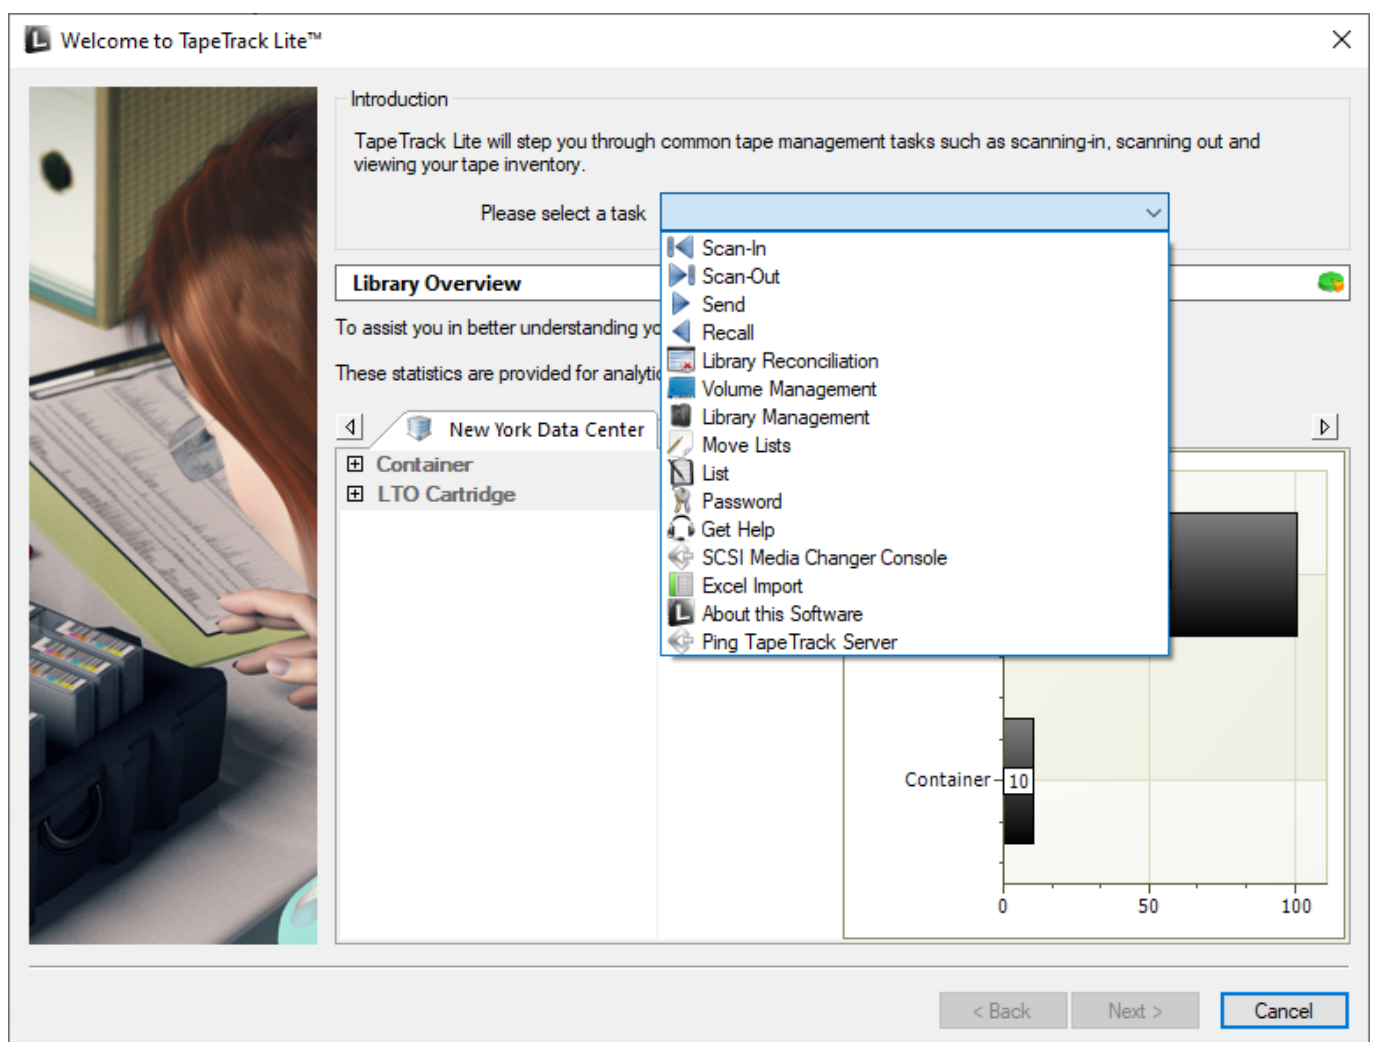 Welcome to TapeTrack Lite™
Introduction
TapeTrack Lite will step you through common tape management tasks such as scanning-in, scanning out and
viewing your tape inventory.
Please select a task
Scan-In
Scan-Out
Send
Recall
Library Reconciliation
Volume Management
Library Management
Move Lists
List
Password
Get Help
SCSI Media Changer Console
Excel Import
About this Software
Ping TapeTrack Server
Library Overview
To assist you in better understanding yo
These statistics are provided for analytic
New York Data Center
Container
LTO Cartridge
Container
10
0 50 100
< Back Next > Cancel